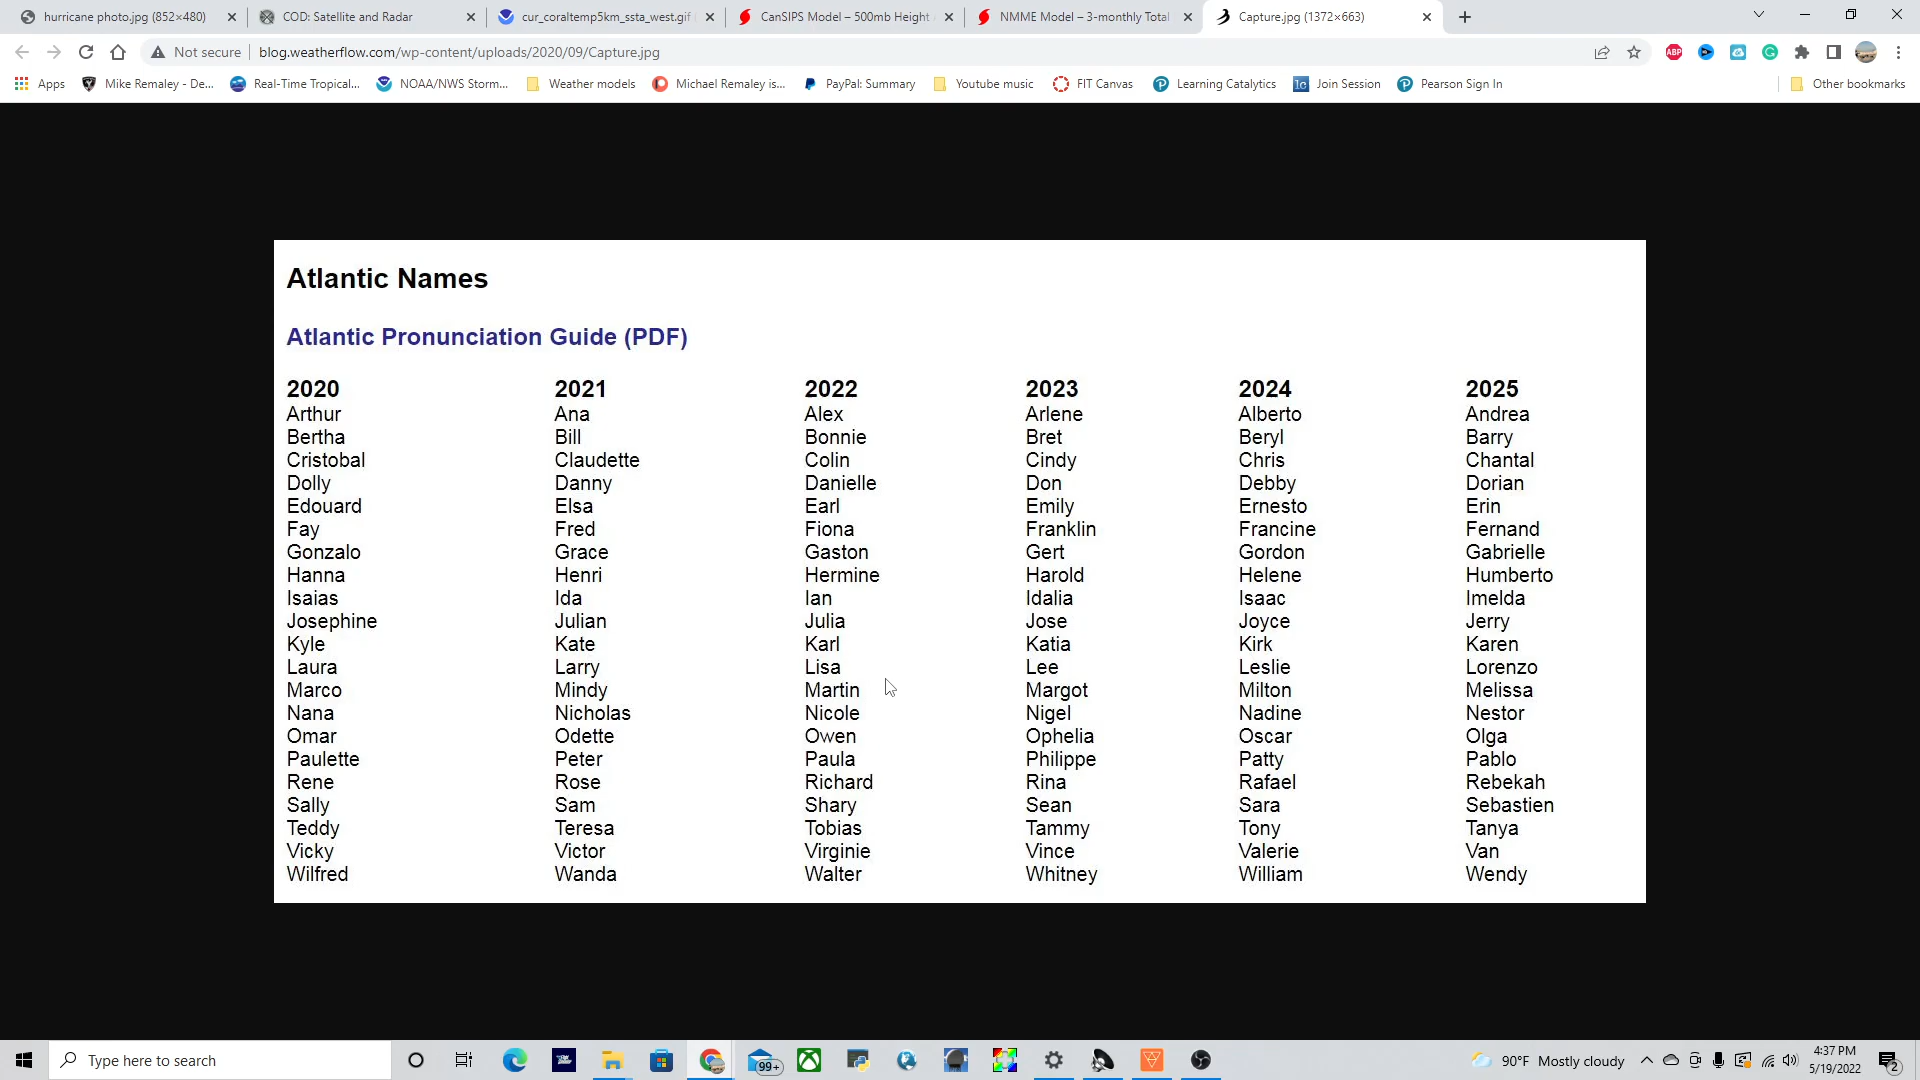 hurricane photo.jpg (852×480)
COD: Satellite and Radar
cur_coraltemp5km_ssta_west.gif
CanSIPS Model – 500mb Height
NMME Model – 3-monthly Total
Capture.jpg (1372×663)
Not secure
blog.weatherflow.com/wp-content/uploads/2020/09/Capture.jpg
ABP
Apps
Mike Remaley - De...
Real-Time Tropical...
NOAA/NWS Storm...
Weather models
Michael Remaley is...
PayPal: Summary
Youtube music
FIT Canvas
Learning Catalytics
lc
Join Session
Pearson Sign In
Other bookmarks
Atlantic Names
Atlantic Pronunciation Guide (PDF)
2020 2021 2022 2023 2024 2025
Arthur Ana Alex Arlene Alberto Andrea
Bertha Bill Bonnie Bret Beryl Barry
Cristobal Claudette Colin Cindy Chris Chantal
Dolly Danny Danielle Don Debby Dorian
Edouard Elsa Earl Emily Ernesto Erin
Fay Fred Fiona Franklin Francine Fernand
Gonzalo Grace Gaston Gert Gordon Gabrielle
Hanna Henri Hermine Harold Helene Humberto
Isaias Ida Ian Idalia Isaac Imelda
Josephine Julian Julia Jose Joyce Jerry
Kyle Kate Karl Katia Kirk Karen
Laura Larry Lisa Lee Leslie Lorenzo
Marco Mindy Martin Margot Milton Melissa
Nana Nicholas Nicole Nigel Nadine Nestor
Omar Odette Owen Ophelia Oscar Olga
Paulette Peter Paula Philippe Patty Pablo
Rene Rose Richard Rina Rafael Rebekah
Sally Sam Shary Sean Sara Sebastien
Teddy Teresa Tobias Tammy Tony Tanya
Vicky Victor Virginie Vince Valerie Van
Wilfred Wanda Walter Whitney William Wendy
Type here to search
99+
90°F Mostly cloudy
4:37 PM
5/19/2022
2